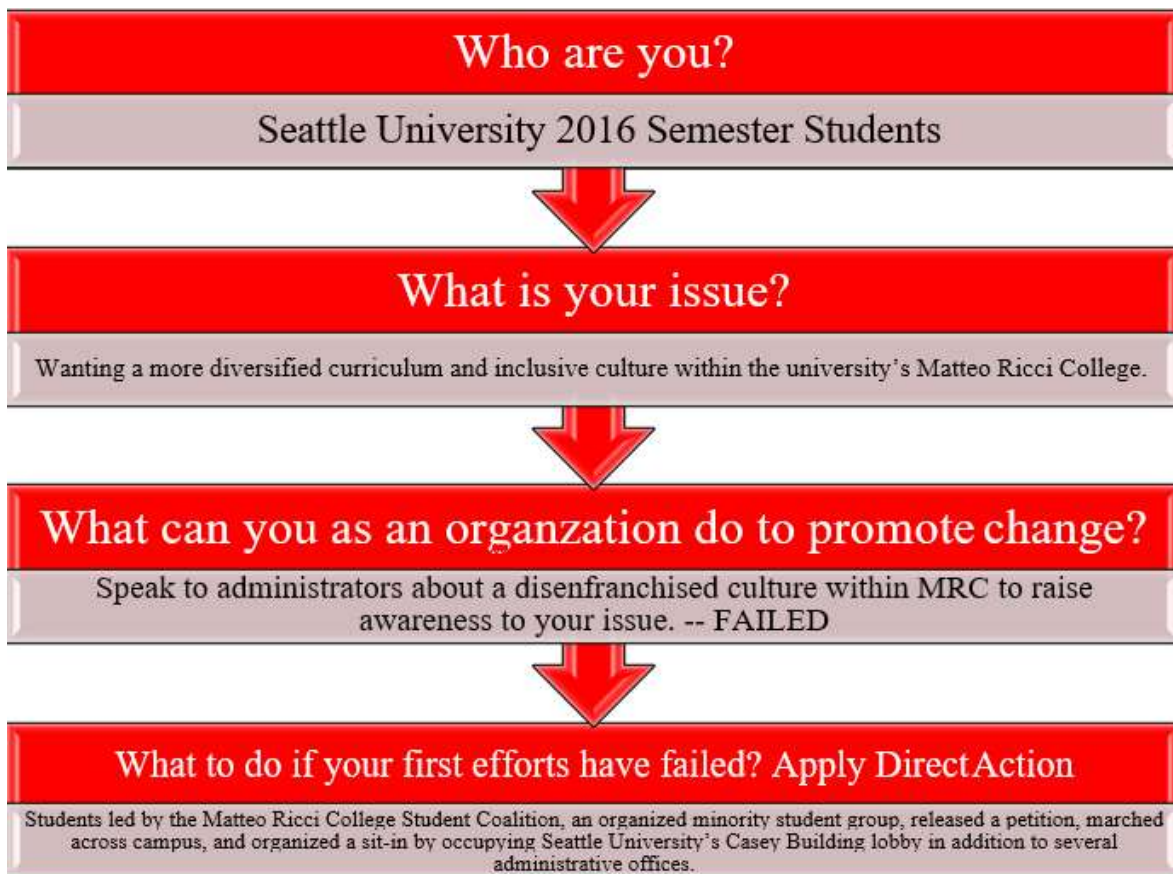 Who are you?
Seattle University 2016 Semester Students
What is your issue?
Wanting a more diversified curriculum and inclusive culture within the university’s Matteo Ricci College.
What can you as an organzation do to promote change?
Speak to administrators about a disenfranchised culture within MRC to raise
awareness to your issue. -- FAILED
What to do if your first efforts have failed? Apply Direct Action
Students led by the Matteo Ricci College Student Coalition, an organized minority student group, released a petition, marched
across campus, and organized a sit-in by occupying Seattle University’s Casey Building lobby in addition to several
administrative offices.